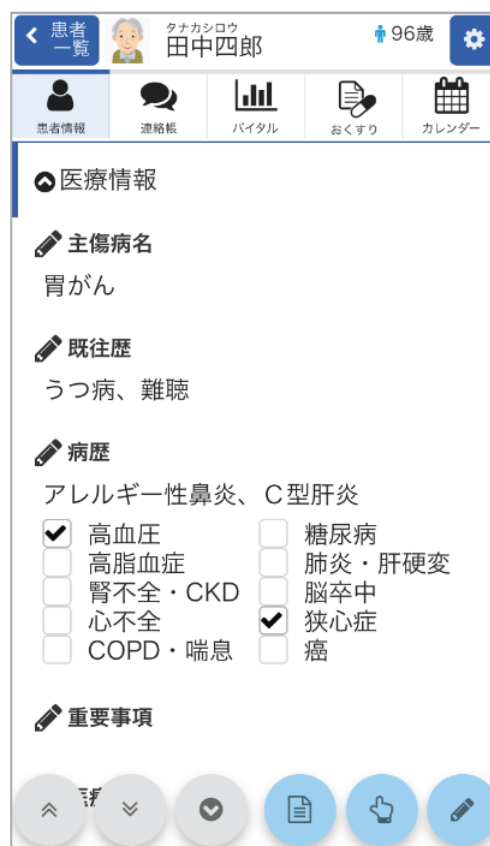 患者
一覧
タナカシロウ
田中四郎
96歳
患者情報
連絡帳
バイタル
おくすり
カレンダー
医療情報
主傷病名
胃がん
既往歴
うつ病、難聴
病歴
アレルギー性鼻炎、C型肝炎
高血圧 糖尿病
高脂血症 肺炎・肝硬変
腎不全・CKD 脳卒中
心不全 狭心症
COPD・喘息 癌
重要事項